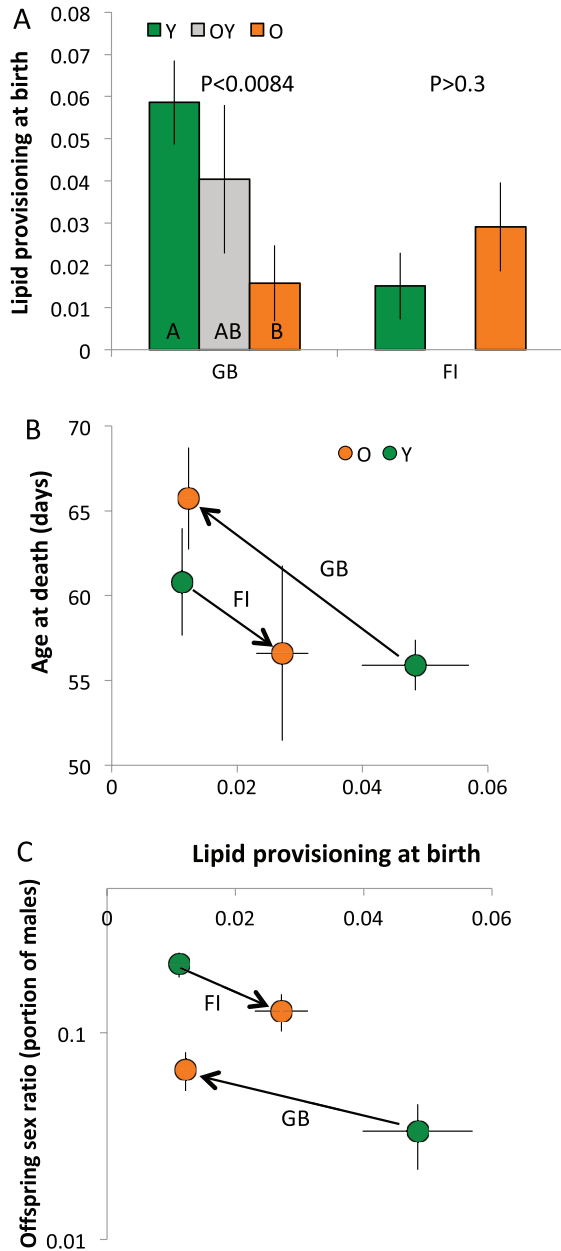 A
Lipid provisioning at birth
0.08
0.07
0.06
0.05
0.04
0.03
0.02
0.01
0
Y OY O
P<0.0084 P>0.3
A AB B
GB FI
B
Age at death (days)
70
65
60
55
50
O Y
GB
FI
0 0.02 0.04 0.06
Lipid provisioning at birth
C
Offspring sex ratio (portion of males)
0 0.02 0.04 0.06
FI
0.1
GB
0.01